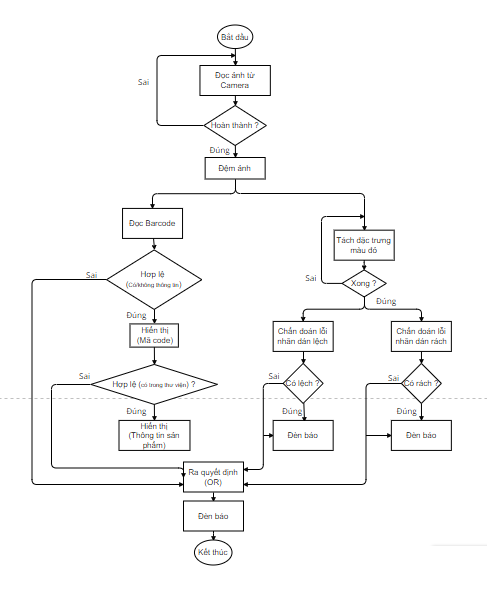 Bắt đầu
Sai
Đọc ảnh từ
Camera
Hoàn thành ?
Đúng
Đệm ảnh
Đọc Barcode
Tách đặc trưng
màu đỏ
Sai
Hợp lệ
(Có/không thông tin)
Sai
Xong ?
Đúng
Đúng
Hiển thị
(Mã code)
Chẩn đoán lỗi
nhãn dán lệch
Chẩn đoán lỗi
nhãn dán rách
Sai
Hợp lệ (có trong thư viện) ?
Sai
Có lệch ?
Sai
Có rách ?
Đúng
Đúng
Đúng
Hiển thị
(Thông tin sản
phẩm)
Đèn báo
Đèn báo
Ra quyết định
(OR)
Đèn báo
Kết thúc